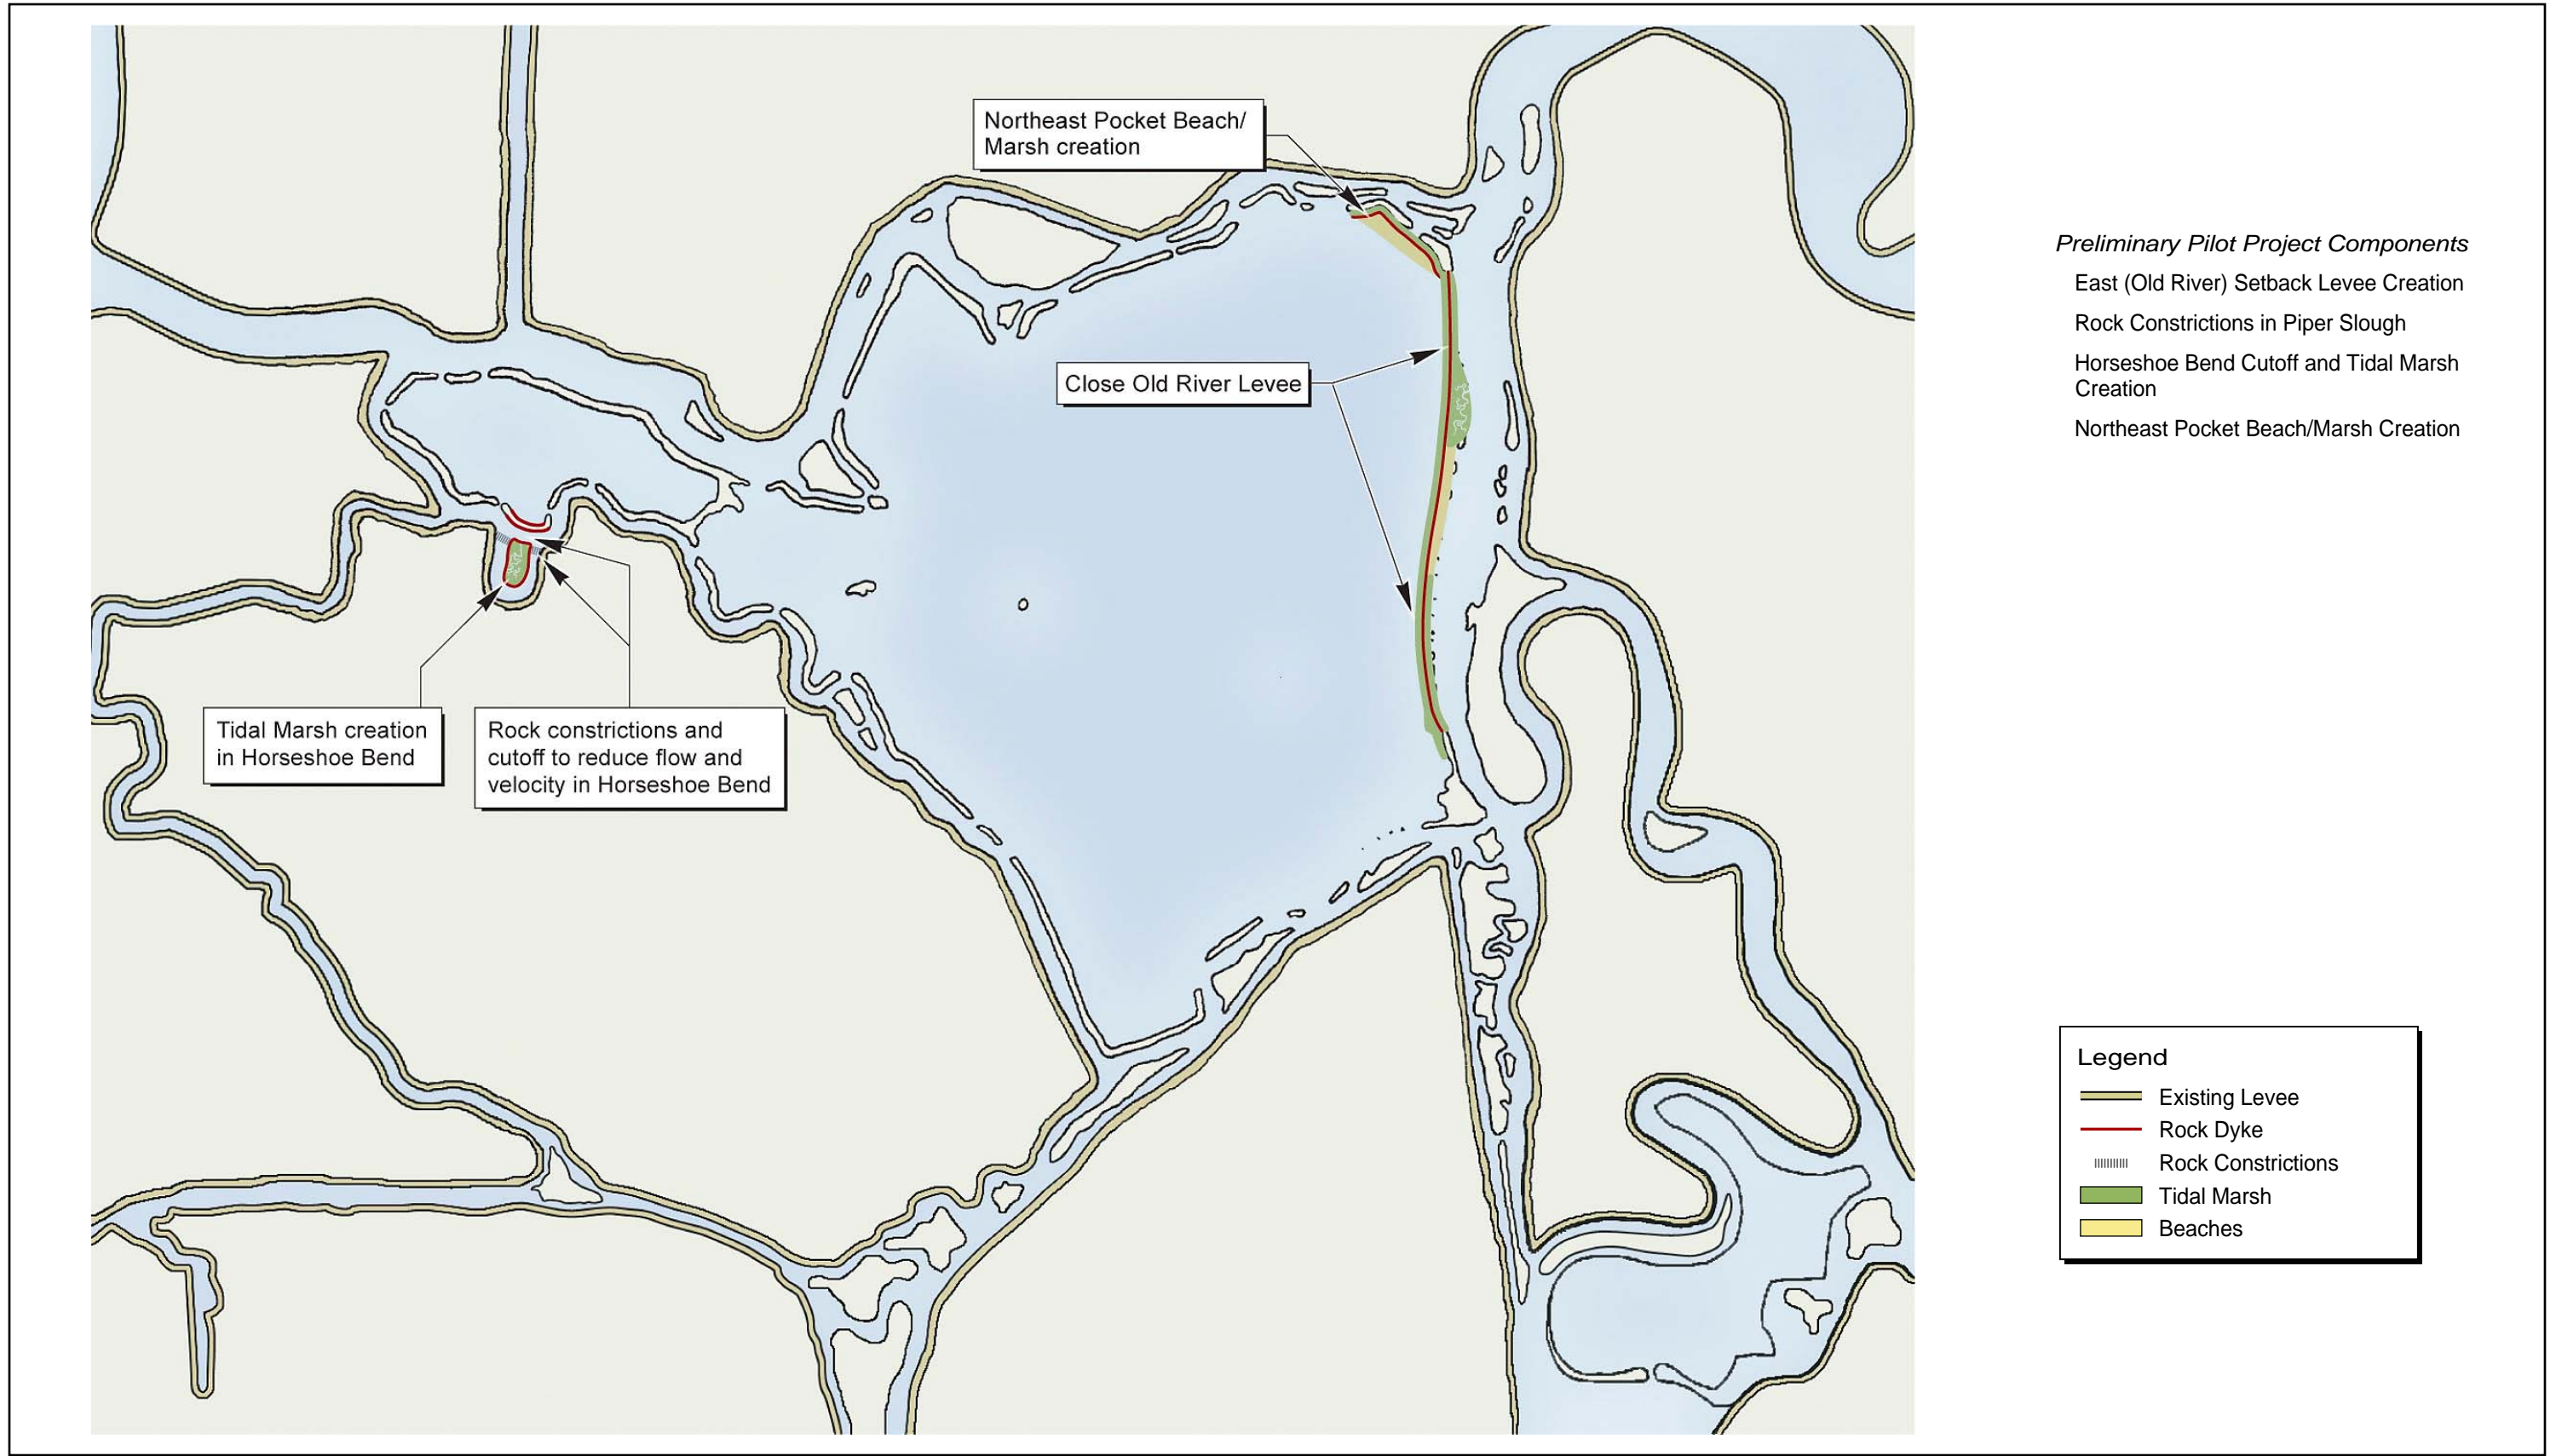 Northeast Pocket Beach/
Marsh creation
Close Old River Levee
Tidal Marsh creation
in Horseshoe Bend
Rock constrictions and
cutoff to reduce flow and
velocity in Horseshoe Bend
Preliminary Pilot Project Components
East (Old River) Setback Levee Creation
Rock Constrictions in Piper Slough
Horseshoe Bend Cutoff and Tidal Marsh
Creation
Northeast Pocket Beach/Marsh Creation
Legend
Existing Levee
Rock Dyke
Rock Constrictions
Tidal Marsh
Beaches